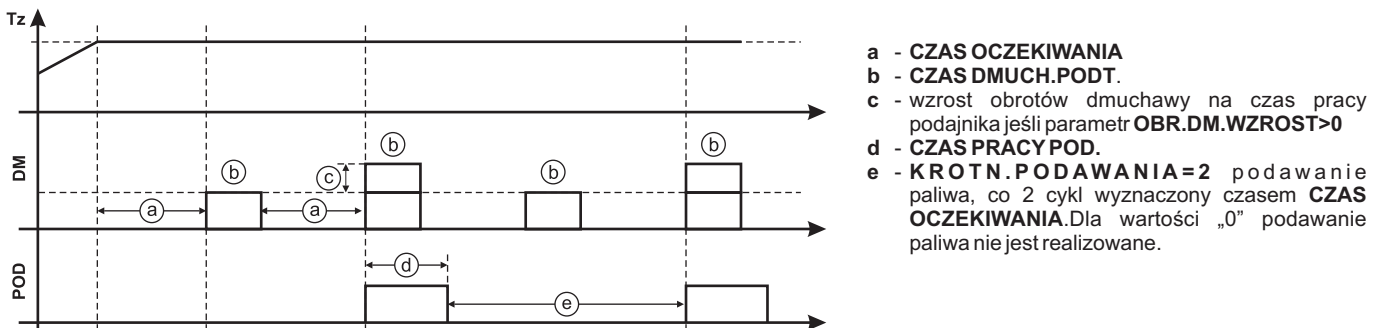 Tz
DM
POD
b
b
b
b
c
a
a
d
e
a - CZAS OCZEKIWANIA
b - CZAS DMUCH.PODT.
c - wzrost obrotów dmuchawy na czas pracy
podajnika jeśli parametr OBR.DM.WZROST>0
d - CZAS PRACY POD.
e - KROTN.PODAWANIA=2 podawanie
paliwa, co 2 cykl wyznaczony czasem CZAS
OCZEKIWANIA.Dla wartości „0” podawanie
paliwa nie jest realizowane.